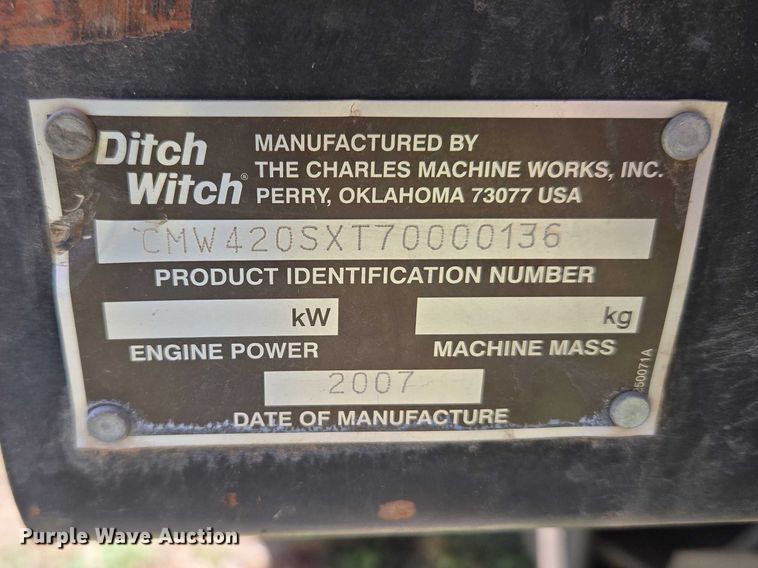 Ditch Witch®
MANUFACTURED BY
THE CHARLES MACHINE WORKS, INC.
PERRY, OKLAHOMA 73077 USA
CMW420SXT70000136
PRODUCT IDENTIFICATION NUMBER
kW
ENGINE POWER
kg
MACHINE MASS
2007
DATE OF MANUFACTURE
Purple Wave Auction